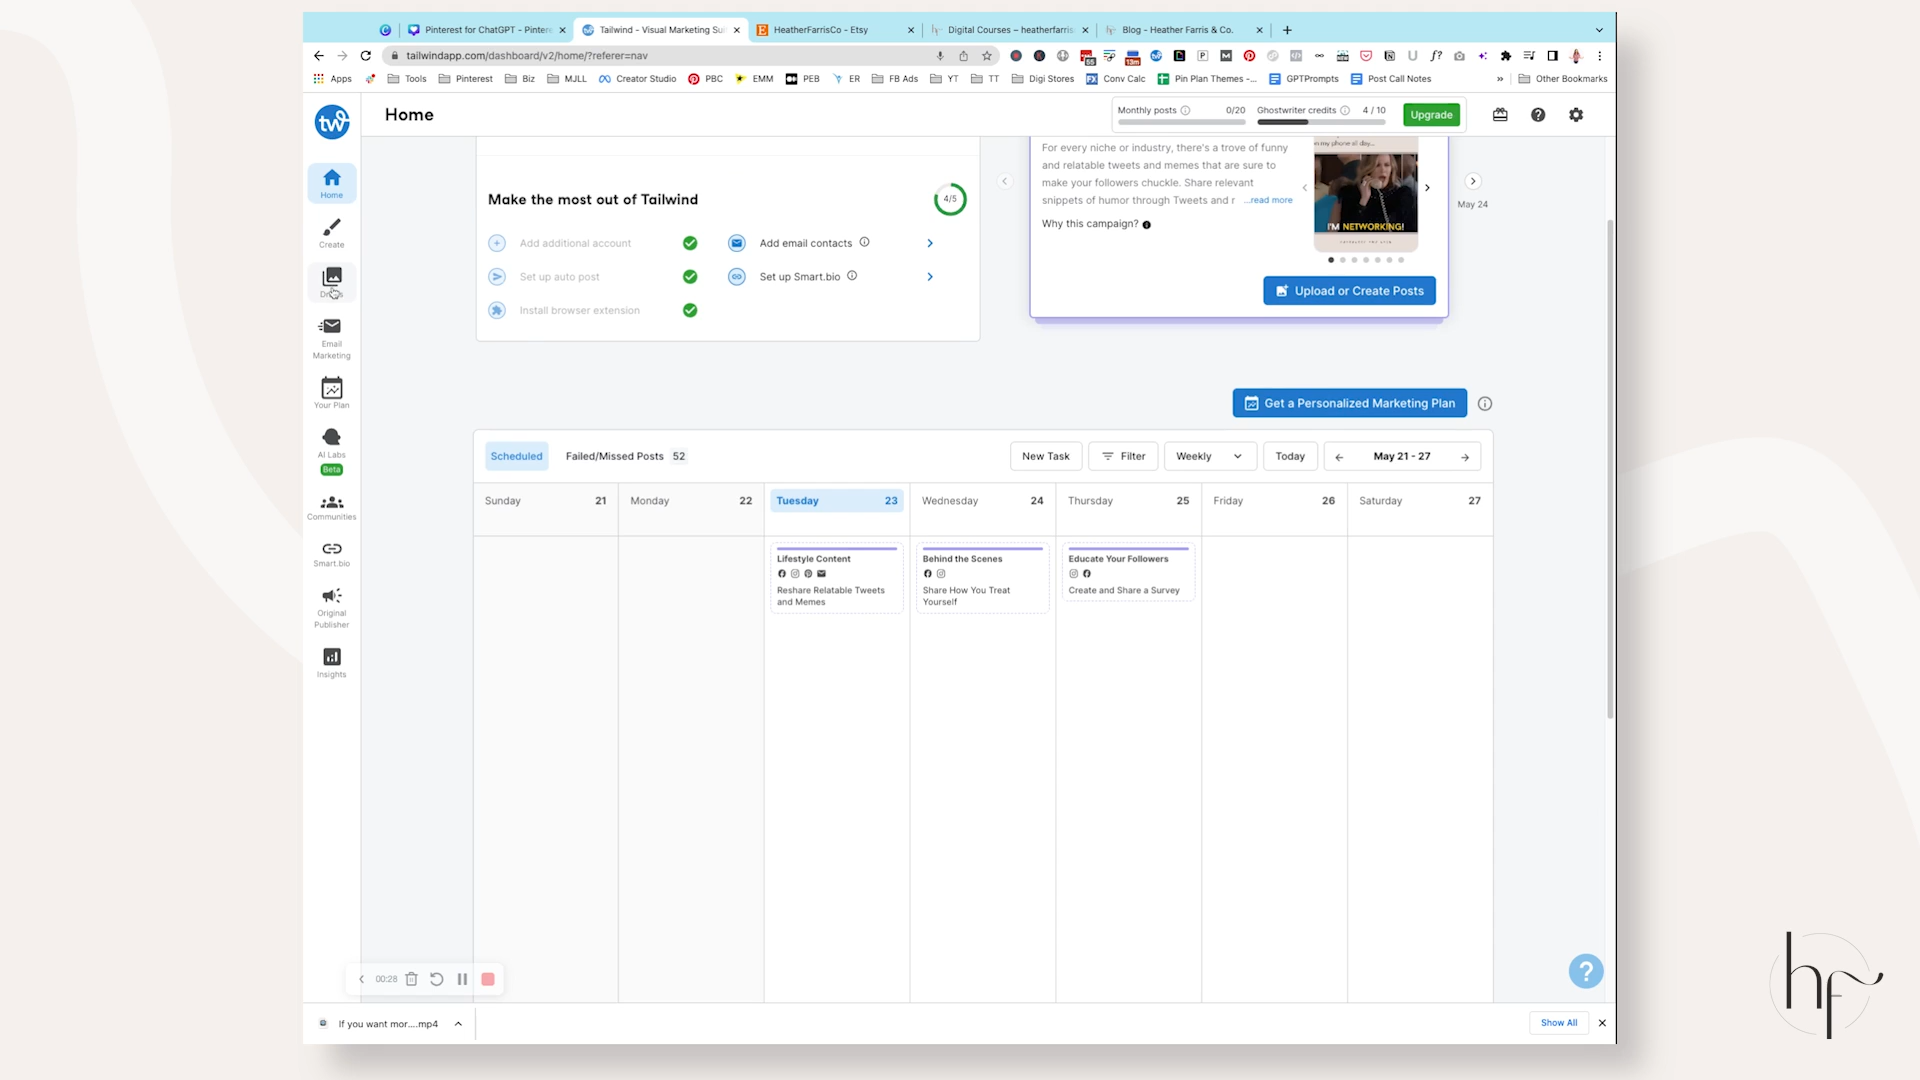 Pinterest for ChatGPT - Pintere
Tailwind - Visual Marketing Sui
HeatherFarrisCo - Etsy
Digital Courses – heatherfarris
Blog - Heather Farris & Co.
tailwindapp.com/dashboard/v2/home/?referer=nav
Apps
Tools
Pinterest
Biz
MJLL
Creator Studio
PBC
EMM
PEB
ER
FB Ads
YT
TT
Digi Stores
Conv Calc
Pin Plan Themes -...
GPTPrompts
Post Call Notes
»
Other Bookmarks
tw
Home
Monthly posts
0/20
Ghostwriter credits
4 / 10
Upgrade
Home
Create
Email
Marketing
Your Plan
AI Labs
Beta
Communities
Smart.bio
Original
Publisher
Insights
Make the most out of Tailwind
4/5
Add additional account
Add email contacts
Set up auto post
Set up Smart.bio
Install browser extension
For every niche or industry, there's a trove of funny
and relatable tweets and memes that are sure to
make your followers chuckle. Share relevant
snippets of humor through Tweets and r ...read more
Why this campaign?
on my phone all day...
I'M NETWORKING!
May 24
Upload or Create Posts
Get a Personalized Marketing Plan
Scheduled
Failed/Missed Posts 52
New Task
Filter
Weekly
Today
May 21 - 27
Sunday 21
Monday 22
Tuesday 23
Wednesday 24
Thursday 25
Friday 26
Saturday 27
Lifestyle Content
Reshare Relatable Tweets
and Memes
Behind the Scenes
Share How You Treat
Yourself
Educate Your Followers
Create and Share a Survey
00:28
?
If you want mor....mp4
Show All
hf